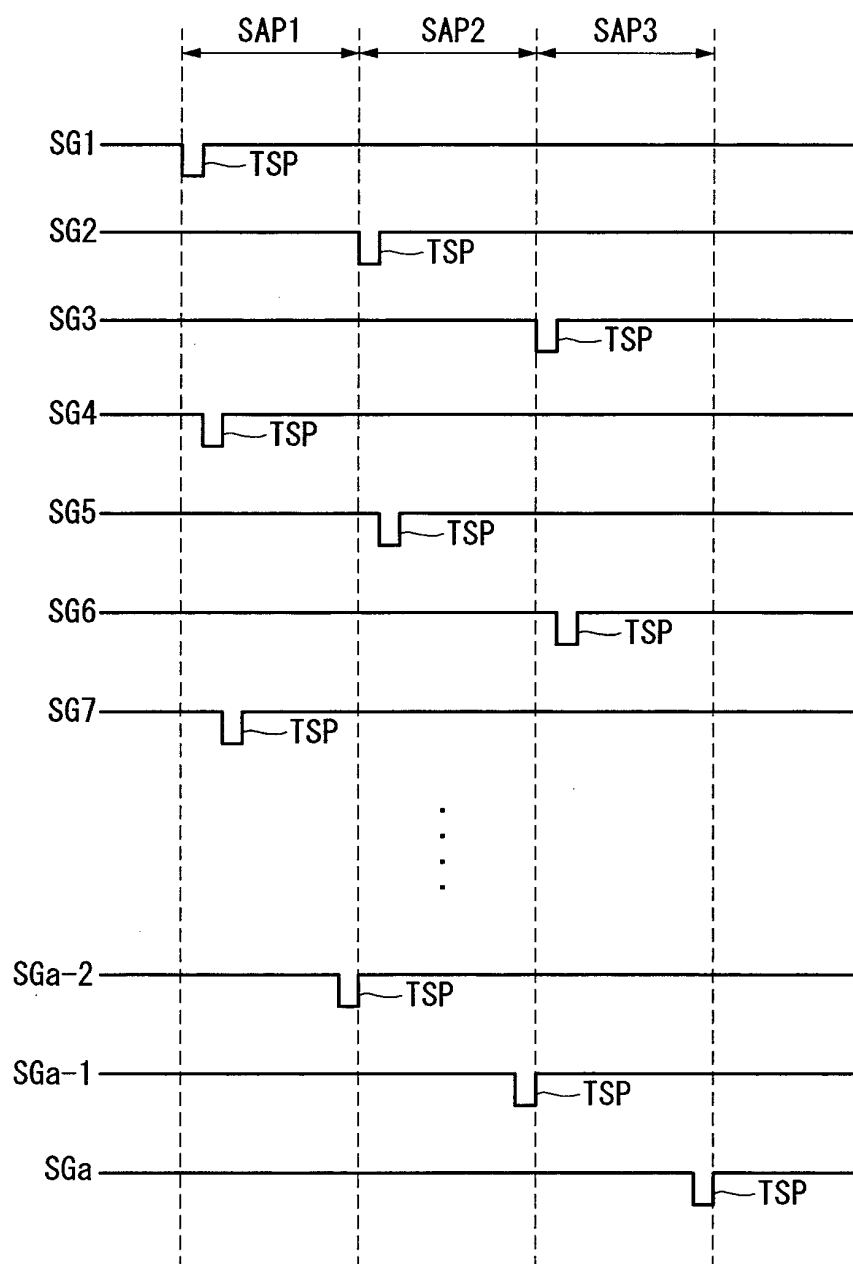 SAP1 SAP2 SAP3
SG1 TSP
SG2 TSP
SG3 TSP
SG4 TSP
SG5 TSP
SG6 TSP
SG7 TSP
SGa-2 TSP
SGa-1 TSP
SGa TSP